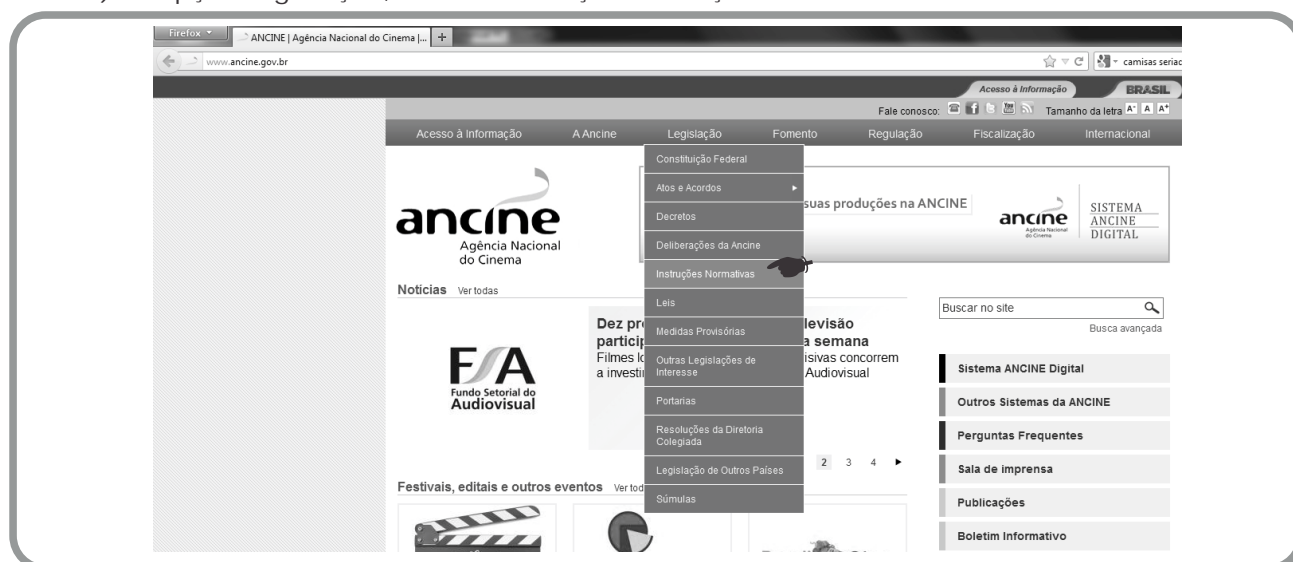 Firefox
ANCINE | Agência Nacional do Cinema |... +
www.ancine.gov.br
camisas seriad
Acesso à Informação BRASIL
Fale conosco: Tamanho da letra A- A A+
Acesso à Informação A Ancine Legislação Fomento Regulação Fiscalização Internacional
Constituição Federal
Atos e Acordos
Decretos
Deliberações da Ancine
Instruções Normativas
Leis
Medidas Provisórias
Outras Legislações de
Interesse
Portarias
Resoluções da Diretoria
Colegiada
Legislação de Outros Países
Súmulas
ancine
Agência Nacional
do Cinema
suas produções na ANCINE
ancine
Agência Nacional
do Cinema
SISTEMA
ANCINE
DIGITAL
Notícias Ver todas
Buscar no site
Busca avançada
FSA
Fundo Setorial do
Audiovisual
Dez pr levisão
particip a semana
Filmes lo isivas concorrem
a investi Audiovisual
2 3 4
Sistema ANCINE Digital
Outros Sistemas da ANCINE
Perguntas Frequentes
Sala de imprensa
Publicações
Boletim Informativo
Festivais, editais e outros eventos Ver tod